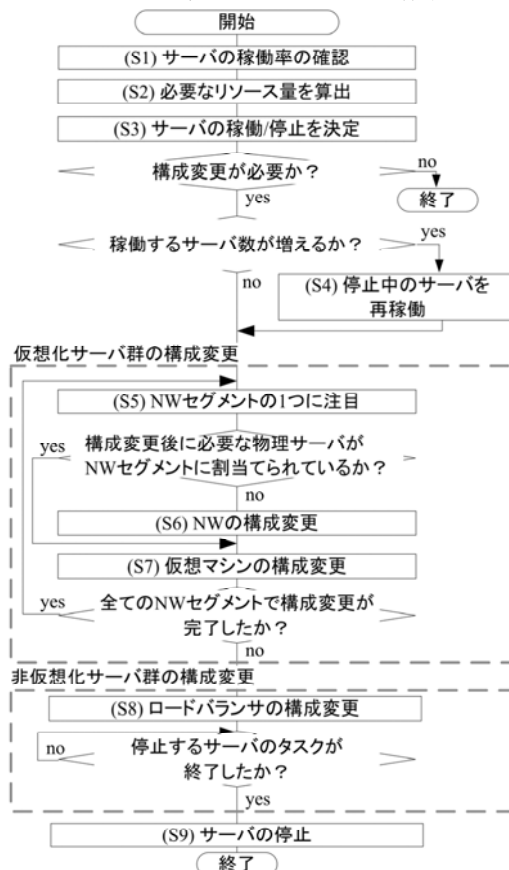 開始
(S1) サーバの稼働率の確認
(S2) 必要なリソース量を算出
(S3) サーバの稼働/停止を決定
構成変更が必要か？
no
終了
yes
稼働するサーバ数が増えるか？
yes
no
(S4) 停止中のサーバを
再稼働
仮想化サーバ群の構成変更
(S5) NWセグメントの1つに注目
yes
構成変更後に必要な物理サーバが
NWセグメントに割当てられているか？
no
(S6) NWの構成変更
(S7) 仮想マシンの構成変更
yes
全てのNWセグメントで構成変更が
完了したか？
no
非仮想化サーバ群の構成変更
(S8) ロードバランサの構成変更
no
停止するサーバのタスクが
終了したか？
yes
(S9) サーバの停止
終了